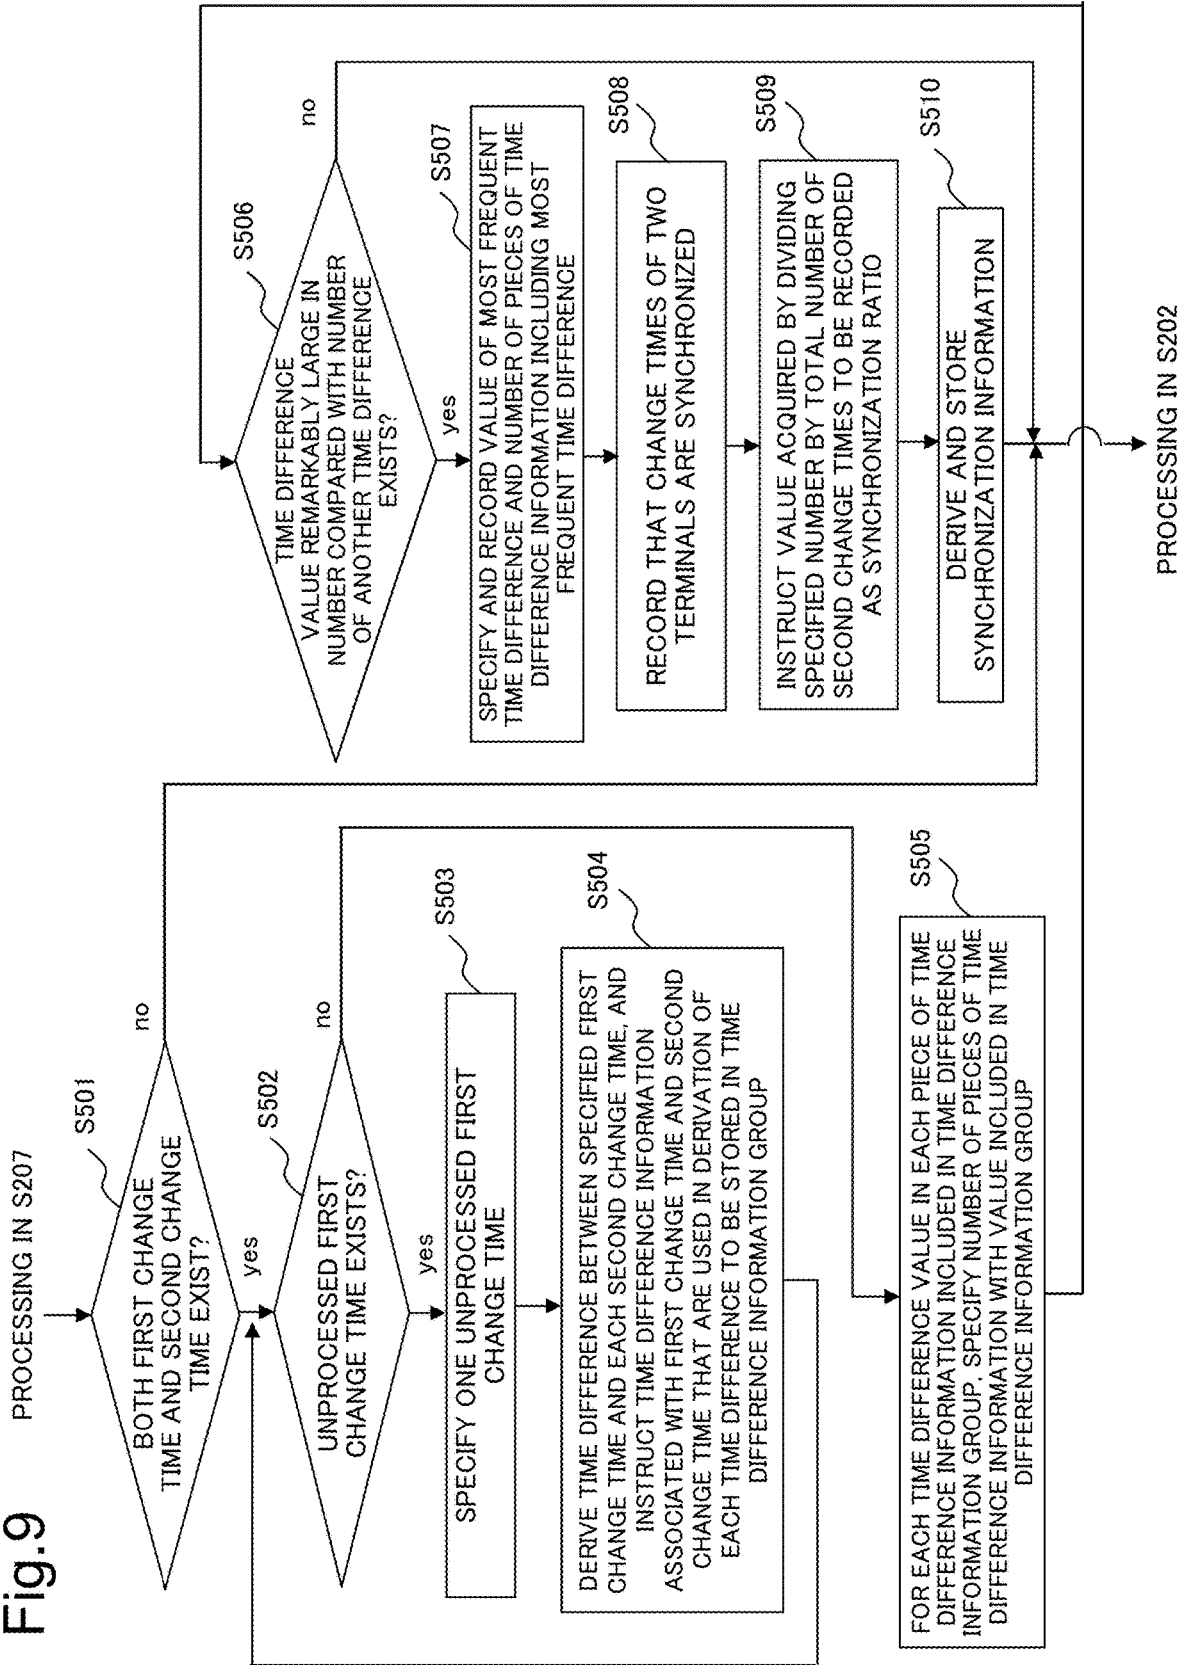 Fig.9
PROCESSING IN S207
S501
BOTH FIRST CHANGE
TIME AND SECOND CHANGE
TIME EXIST?
no
yes
S502
UNPROCESSED FIRST
CHANGE TIME EXISTS?
no
yes
S503
SPECIFY ONE UNPROCESSED FIRST
CHANGE TIME
S504
DERIVE TIME DIFFERENCE BETWEEN SPECIFIED FIRST
CHANGE TIME AND EACH SECOND CHANGE TIME, AND
INSTRUCT TIME DIFFERENCE INFORMATION
ASSOCIATED WITH FIRST CHANGE TIME AND SECOND
CHANGE TIME THAT ARE USED IN DERIVATION OF
EACH TIME DIFFERENCE TO BE STORED IN TIME
DIFFERENCE INFORMATION GROUP
S505
FOR EACH TIME DIFFERENCE VALUE IN EACH PIECE OF TIME
DIFFERENCE INFORMATION INCLUDED IN TIME DIFFERENCE
INFORMATION GROUP, SPECIFY NUMBER OF PIECES OF TIME
DIFFERENCE INFORMATION WITH VALUE INCLUDED IN TIME
DIFFERENCE INFORMATION GROUP
S506
TIME DIFFERENCE
VALUE REMARKABLY LARGE IN
NUMBER COMPARED WITH NUMBER
OF ANOTHER TIME DIFFERENCE
EXISTS?
no
yes
S507
SPECIFY AND RECORD VALUE OF MOST FREQUENT
TIME DIFFERENCE AND NUMBER OF PIECES OF TIME
DIFFERENCE INFORMATION INCLUDING MOST
FREQUENT TIME DIFFERENCE
S508
RECORD THAT CHANGE TIMES OF TWO
TERMINALS ARE SYNCHRONIZED
S509
INSTRUCT VALUE ACQUIRED BY DIVIDING
SPECIFIED NUMBER BY TOTAL NUMBER OF
SECOND CHANGE TIMES TO BE RECORDED
AS SYNCHRONIZATION RATIO
S510
DERIVE AND STORE
SYNCHRONIZATION INFORMATION
PROCESSING IN S202